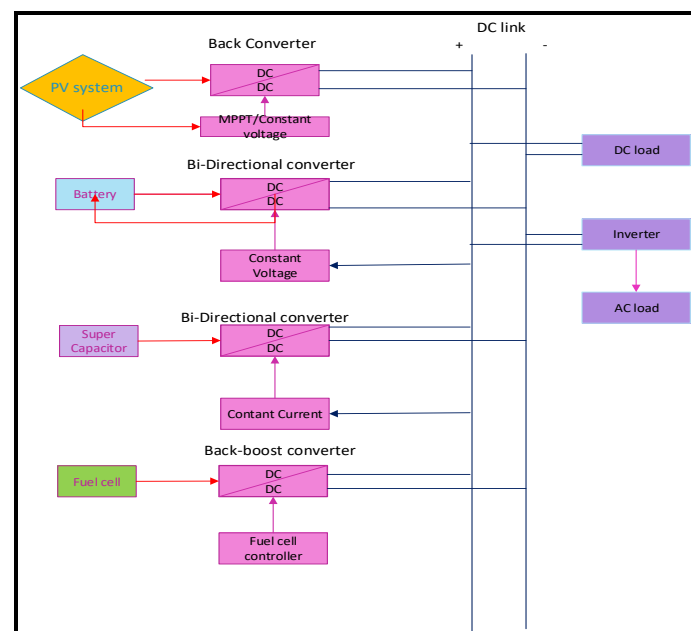 DC link
+
-
Back Converter
PV system
DC
DC
MPPT/Constant
voltage
DC load
Bi-Directional converter
Battery
DC
DC
Inverter
Constant
Voltage
AC load
Bi-Directional converter
Super
Capacitor
DC
DC
Contant Current
Back-boost converter
Fuel cell
DC
DC
Fuel cell
controller